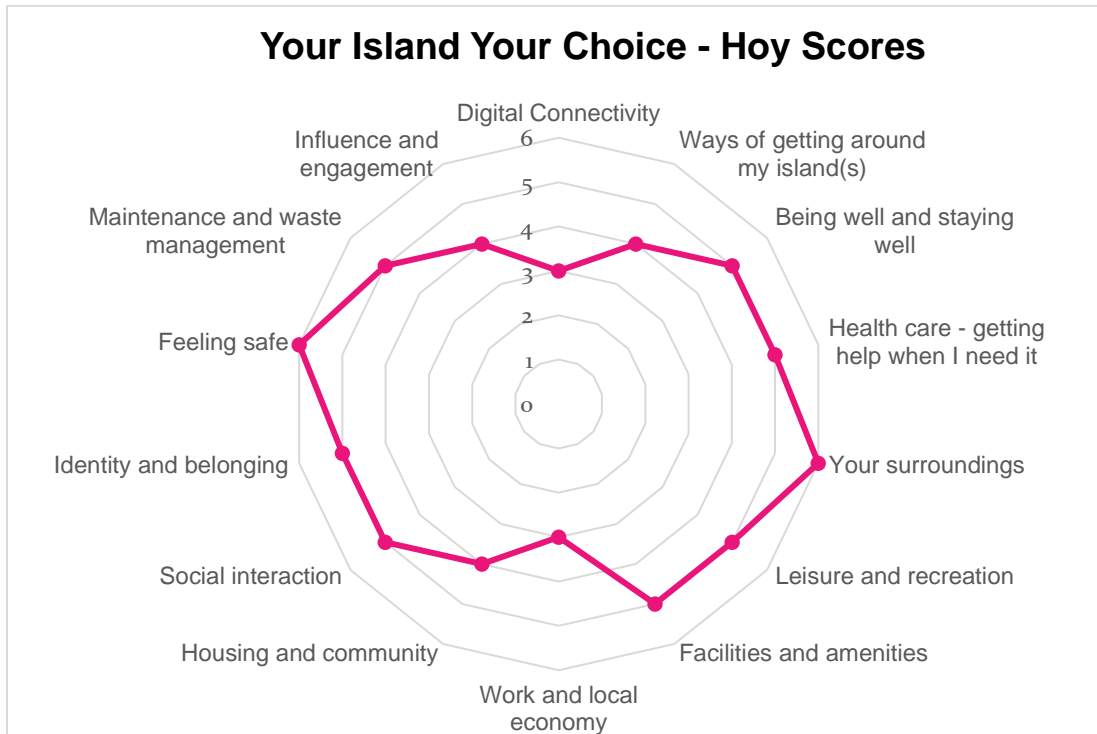 Your Island Your Choice - Hoy Scores
Digital Connectivity
Ways of getting around
my island(s)
Being well and staying
well
Health care - getting
help when I need it
Your surroundings
Leisure and recreation
Facilities and amenities
Work and local
economy
Housing and community
Social interaction
Identity and belonging
Feeling safe
Maintenance and waste
management
Influence and
engagement
6
5
4
3
2
1
0